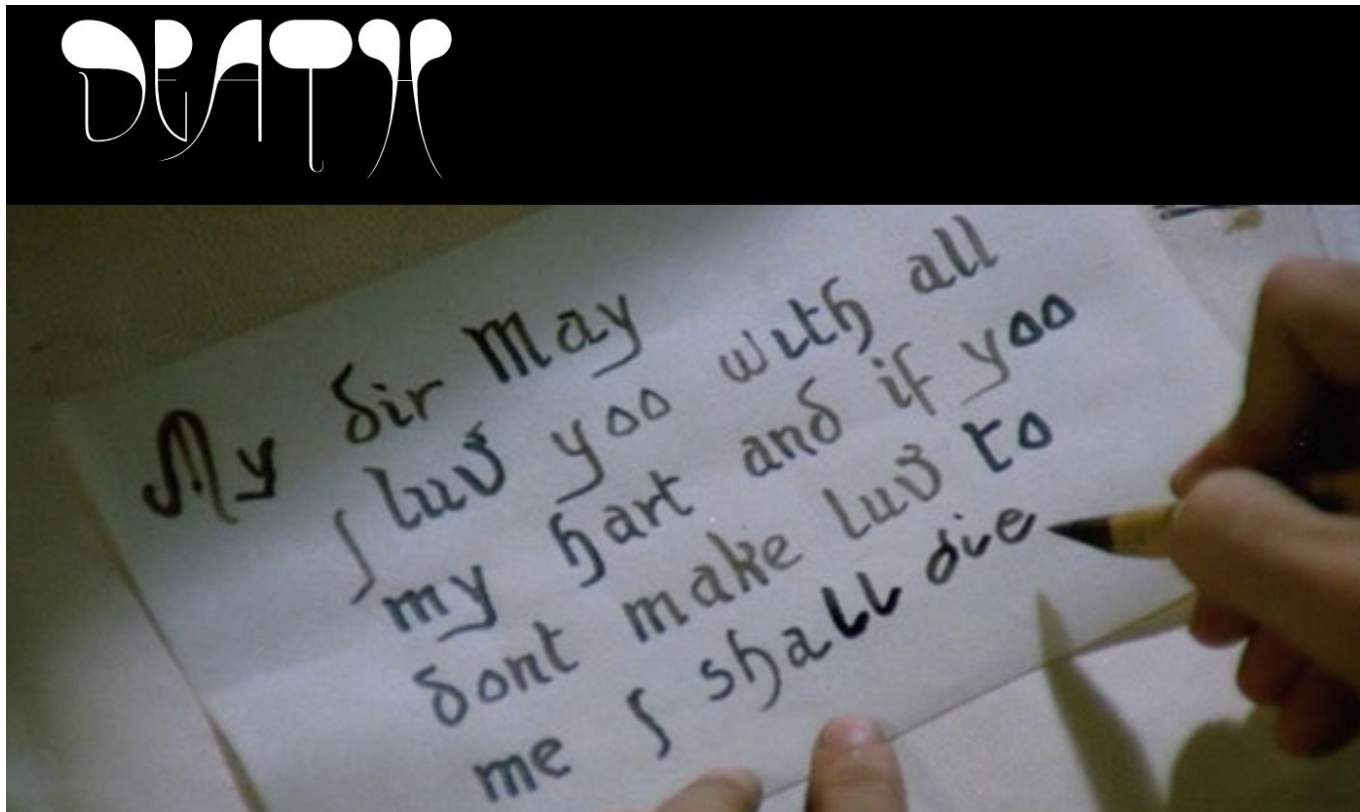 DEATH
My dir May
I luv yoo with all
my hart and if yoo
dont make luv to
me I shall die